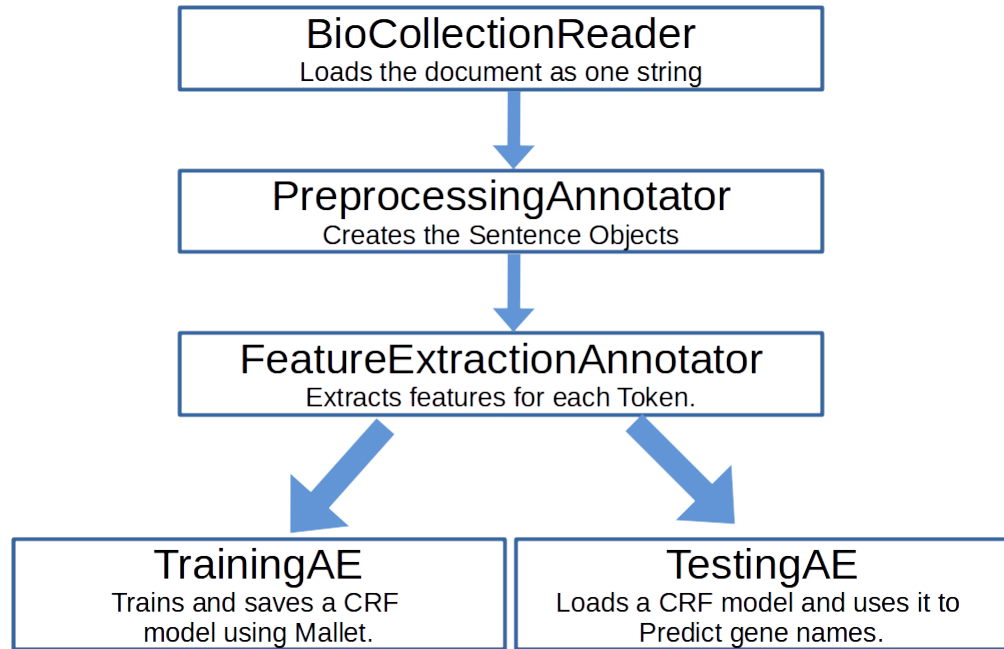 BioCollectionReader
Loads the document as one string
PreprocessingAnnotator
Creates the Sentence Objects
FeatureExtractionAnnotator
Extracts features for each Token.
TrainingAE
Trains and saves a CRF
model using Mallet.
TestingAE
Loads a CRF model and uses it to
Predict gene names.